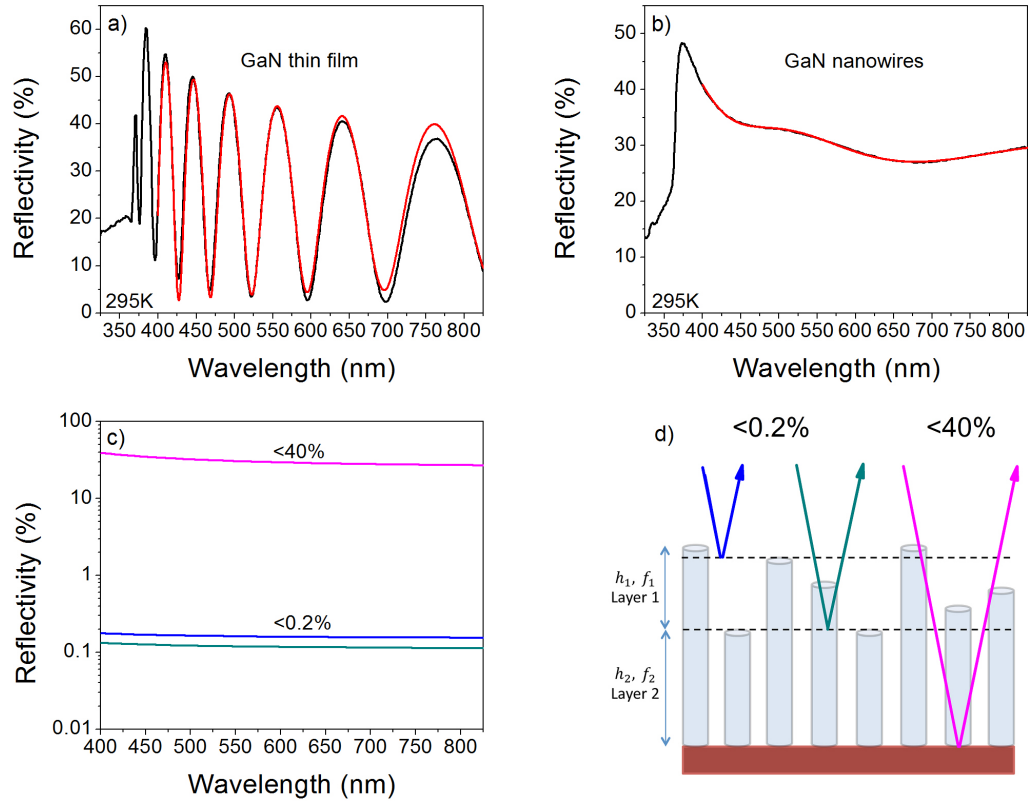 a)
GaN thin film
295K
Reflectivity (%)
0
10
20
30
40
50
60
350 400 450 500 550 600 650 700 750 800
Wavelength (nm)
b)
GaN nanowires
295K
Reflectivity (%)
0
10
20
30
40
50
350 400 450 500 550 600 650 700 750 800
Wavelength (nm)
c)
<40%
<0.2%
Reflectivity (%)
100
10
1
0.1
0.01
400 450 500 550 600 650 700 750 800
Wavelength (nm)
d)
<0.2% <40%
h₁, f₁
Layer 1
h₂, f₂
Layer 2